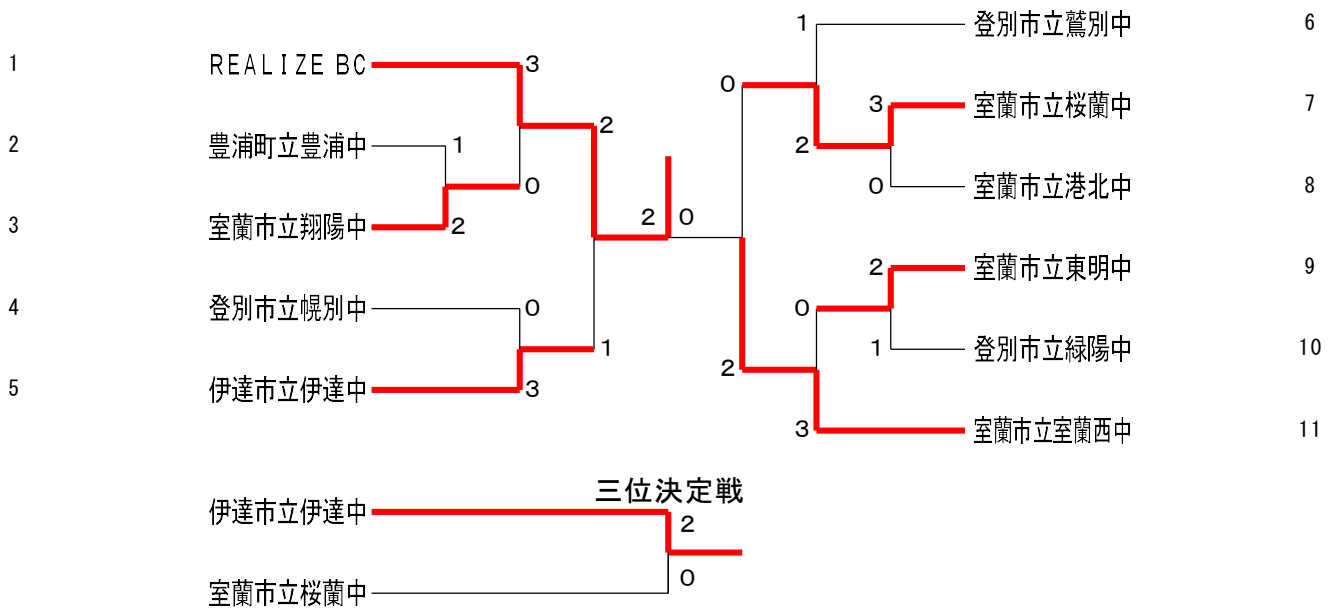 1 REALIZE BC 3
2 豊浦町立豊浦中 1
0
3 室蘭市立翔陽中 2
2
4 登別市立幌別中 0
1
5 伊達市立伊達中 3
2 0
1 登別市立鷲別中 6
0
3 室蘭市立桜蘭中 7
2
0 室蘭市立港北中 8
2 室蘭市立東明中 9
0
1 登別市立緑陽中 10
2
3 室蘭市立室蘭西中 11
三位決定戦
伊達市立伊達中 2
室蘭市立桜蘭中 0